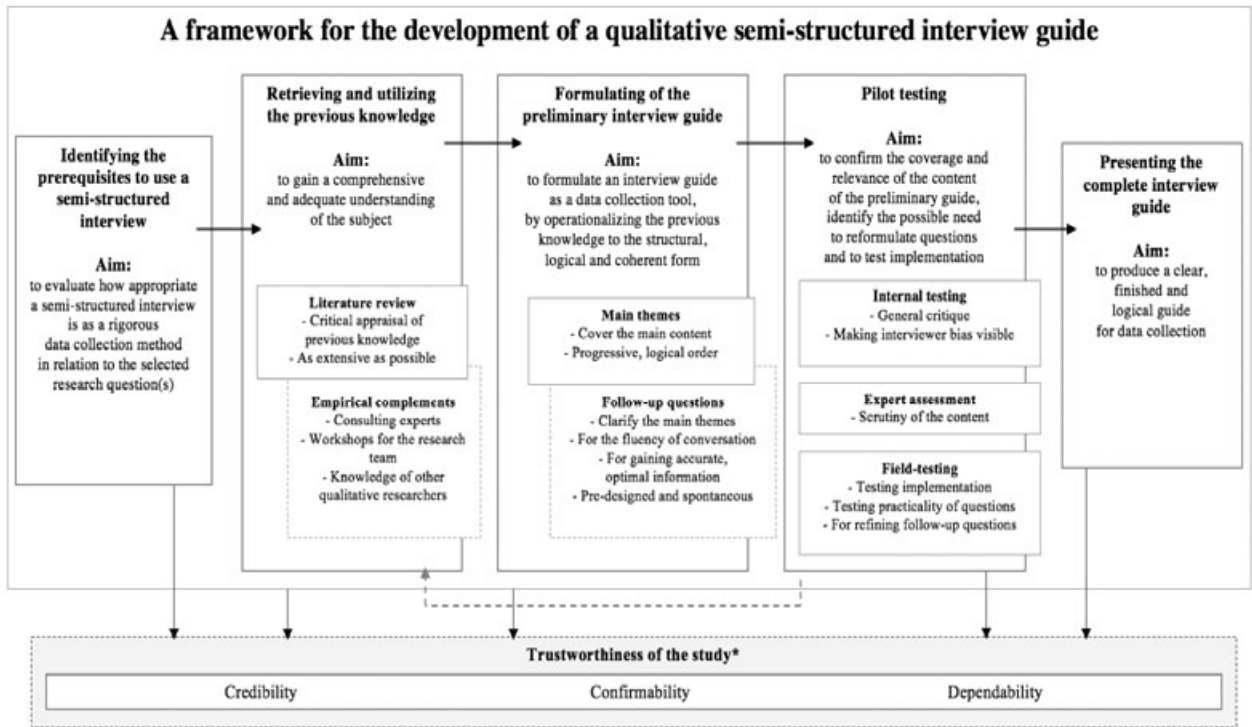 A framework for the development of a qualitative semi-structured interview guide
Identifying the
prerequisites to use a
semi-structured
interview
Aim:
to evaluate how appropriate
a semi-structured interview
is as a rigorous
data collection method
in relation to the selected
research question(s)
Retrieving and utilizing
the previous knowledge
Aim:
to gain a comprehensive
and adequate understanding
of the subject
Literature review
- Critical appraisal of
previous knowledge
- As extensive as possible
Empirical complements
- Consulting experts
- Workshops for the research
team
- Knowledge of other
qualitative researchers
Formulating of the
preliminary interview guide
Aim:
to formulate an interview guide
as a data collection tool,
by operationalizing the previous
knowledge to the structural,
logical and coherent form
Main themes
- Cover the main content
- Progressive, logical order
Follow-up questions
- Clarify the main themes
- For the fluency of conversation
- For gaining accurate,
optimal information
- Pre-designed and spontaneous
Pilot testing
Aim:
to confirm the coverage and
relevance of the content
of the preliminary guide,
identify the possible need
to reformulate questions
and to test implementation
Internal testing
- General critique
- Making interviewer bias visible
Expert assessment
- Scrutiny of the content
Field-testing
- Testing implementation
- Testing practicality of questions
- For refining follow-up questions
Presenting the
complete interview
guide
Aim:
to produce a clear,
finished and
logical guide
for data collection
Trustworthiness of the study*
Credibility
Confirmability
Dependability